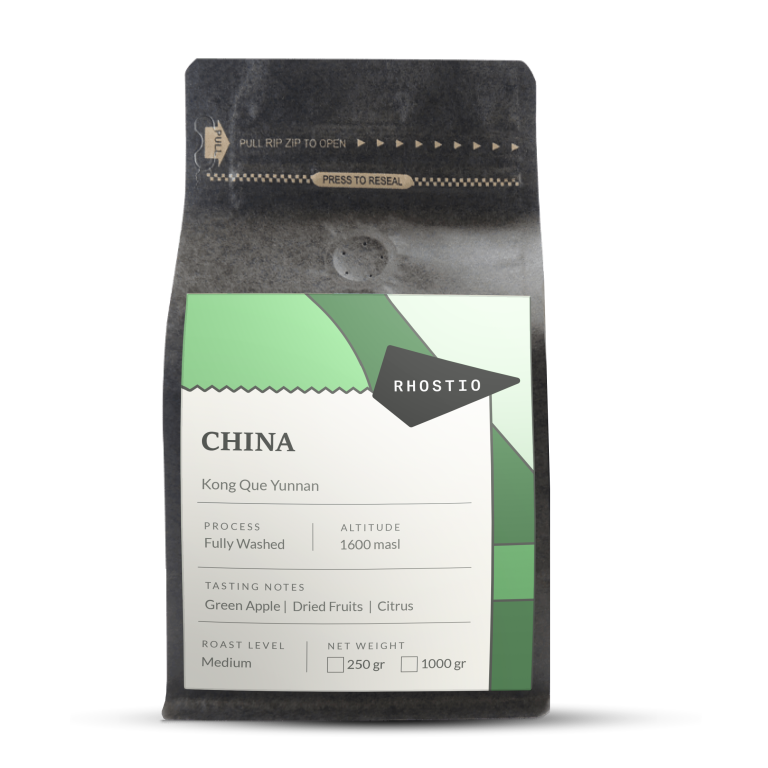 PULL
PULL RIP ZIP TO OPEN
PRESS TO RESEAL
RHOSTIO
CHINA
Kong Que Yunnan
PROCESS
Fully Washed
ALTITUDE
1600 masl
TASTING NOTES
Green Apple | Dried Fruits | Citrus
ROAST LEVEL
Medium
NET WEIGHT
250 gr
1000 gr